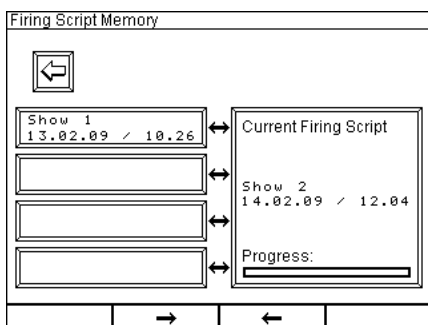 Firing Script Memory
Show 1
13.02.09 / 10.26
Current Firing Script
Show 2
14.02.09 / 12.04
Progress: